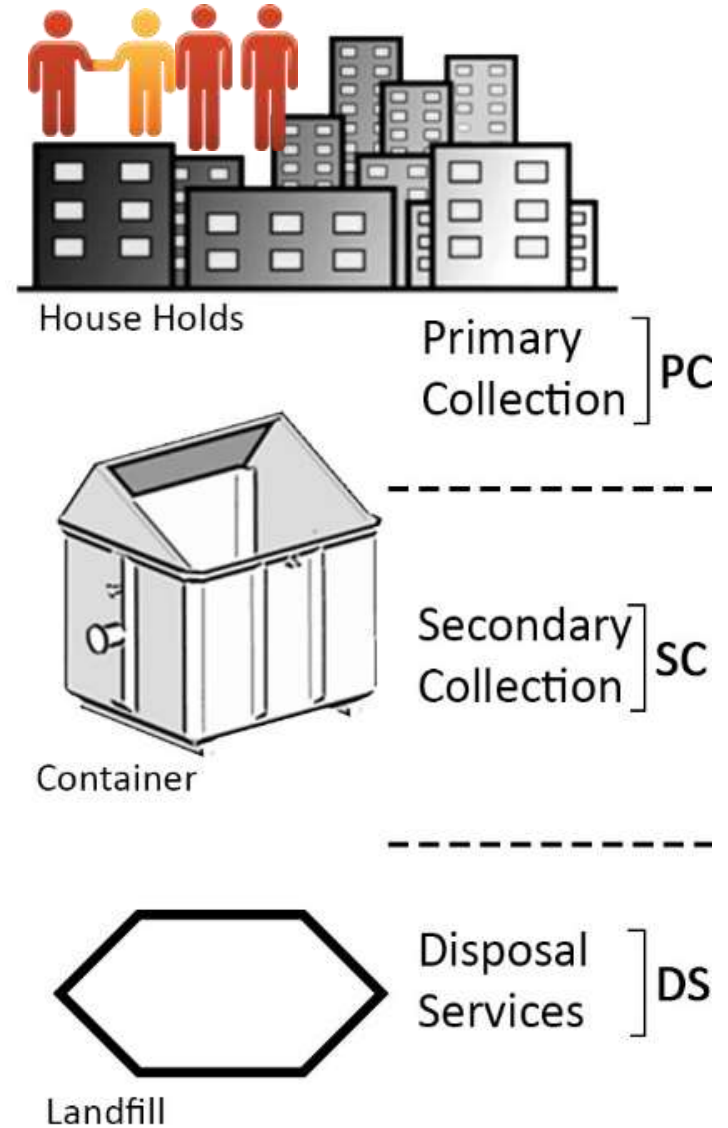 House Holds
Primary
Collection
PC
Container
Secondary
Collection
SC
Landfill
Disposal
Services
DS